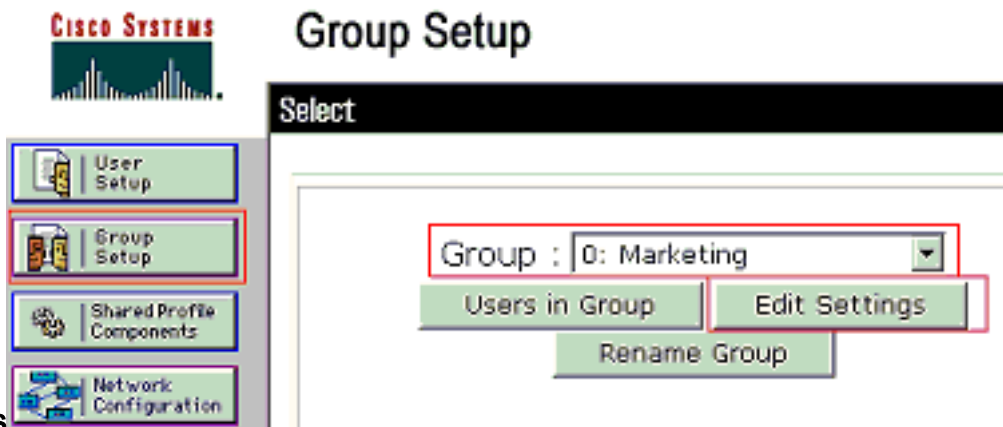 CISCO SYSTEMS
Group Setup
Select
User
Setup
Group
Setup
Shared Profile
Components
Network
Configuration
Group : 0: Marketing
Users in Group
Edit Settings
Rename Group
s